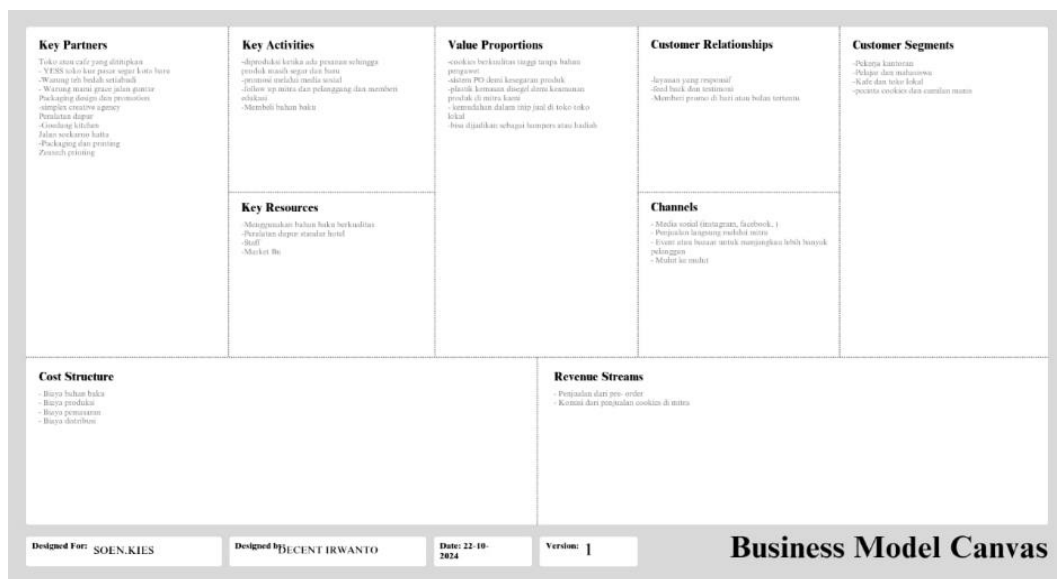 Key Partners
Toko atau cafe yang dititipkan
- YESS toko kue pasar segar koto baru
-Warung teh bedah setiabudi
- Warung mami grace jalan guntur
Packaging design dan promotion
-simplex creative agency
Peralatan dapur
-Gondang kitchen
Jalan soekarno hatta
-Packaging dan printing
printing
Key Activities
-diproduksi ketika ada pesanan sehingga
produk masih segar dan baru
-promosi melalui media sosial
-follow up mitra dan pelanggang dan memberi
edukasi
-Membeli bahan baku
Key Resources
-Menggunakan bahan baku berkualitas
-Peralatan dapur standar hotel
-Staff
-Market
Value Proportions
-cookies berkualitas tinggi tanpa bahan
pengawet
-sistem PO demi kesegaran produk
-plastik kemasan disegel demi keamanan
produk di mitra kami
- kemudahan dalam titip jual di toko toko
lokal
-bisa dijadikan sebagai hampers atau hadiah
Customer Relationships
-layanan yang responsif
-feed back dan testimoni
-Memberi promo di hari atau bulan tertentu
Channels
- Media sosial (instagram, facebook, )
- Penjualan langsung melalui mitra
- Event atau bazaar untuk menjangkau lebih banyak
pelanggan
- Mulut ke mulut
Customer Segments
-Pekerja kantoran
-Pelajar dan mahasiswa
-Kafe dan toko lokal
-pecinta cookies dan camilan manis
Cost Structure
- Biaya bahan baku
- Biaya produksi
- Biaya pemasaran
- Biaya distribusi
Revenue Streams
- Penjualan dari pre- order
- Komisi dari penjualan cookies di mitra
Designed For: SOEN.KIES
Designed by: DECENT IRWANTO
Date: 22-10-
2024
Version: 1
Business Model Canvas